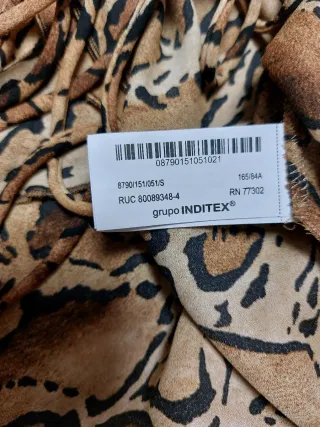 08790151051021
8790/151/051/S 165/84A
RUC 80089348-4 RN 77302
grupo INDITEX®